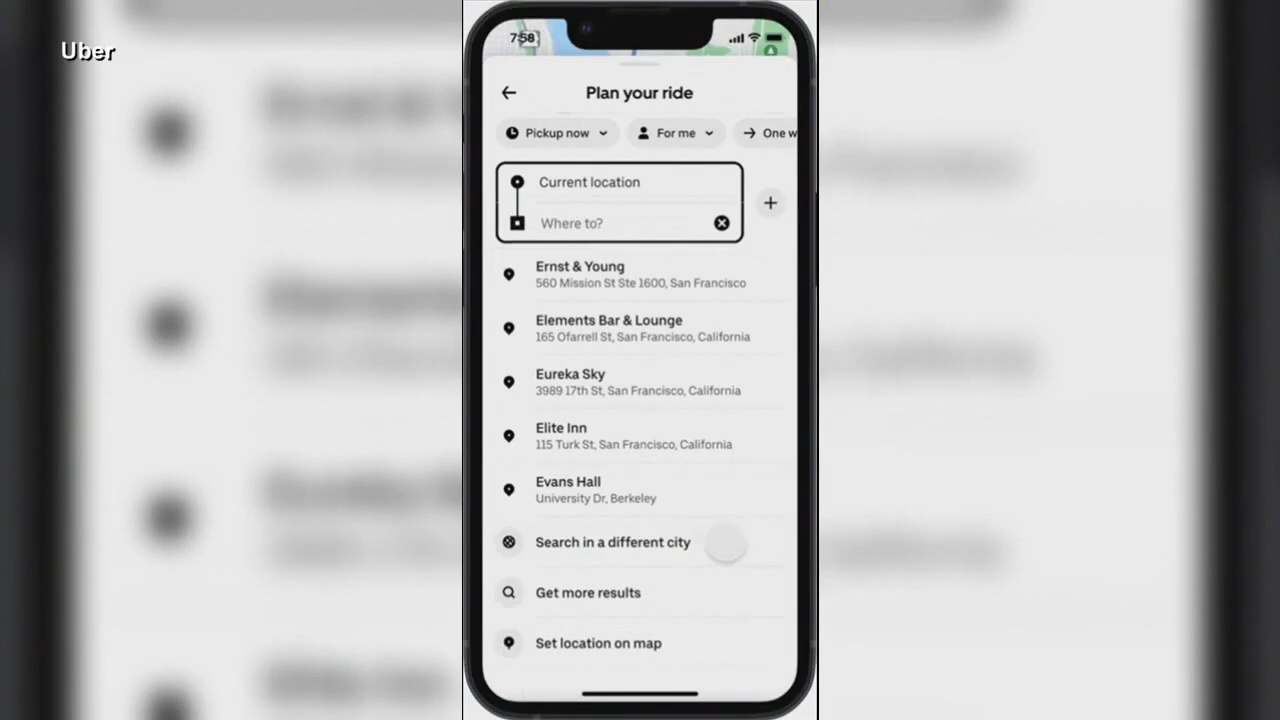 Uber
7:58
Plan your ride
Pickup now
For me
One w
Current location
Where to?
Ernst & Young
560 Mission St Ste 1600, San Francisco
Elements Bar & Lounge
165 Ofarrell St, San Francisco, California
Eureka Sky
3989 17th St, San Francisco, California
Elite Inn
115 Turk St, San Francisco, California
Evans Hall
University Dr, Berkeley
Search in a different city
Get more results
Set location on map